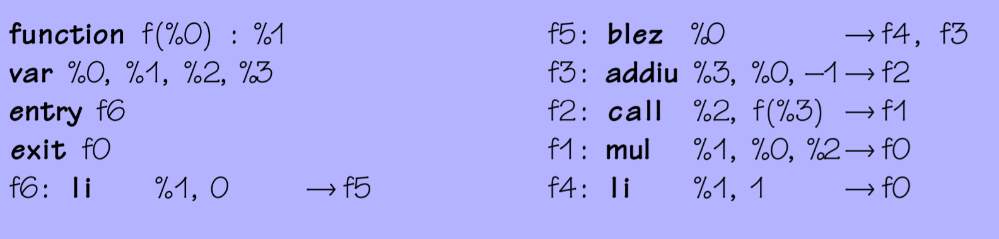 function f(%0) : %1
var %0, %1, %2, %3
entry f6
exit f0
f6: li %1, 0 → f5
f5: blez %0 → f4, f3
f3: addiu %3, %0, −1 → f2
f2: call %2, f(%3) → f1
f1: mul %1, %0, %2 → f0
f4: li %1, 1 → f0